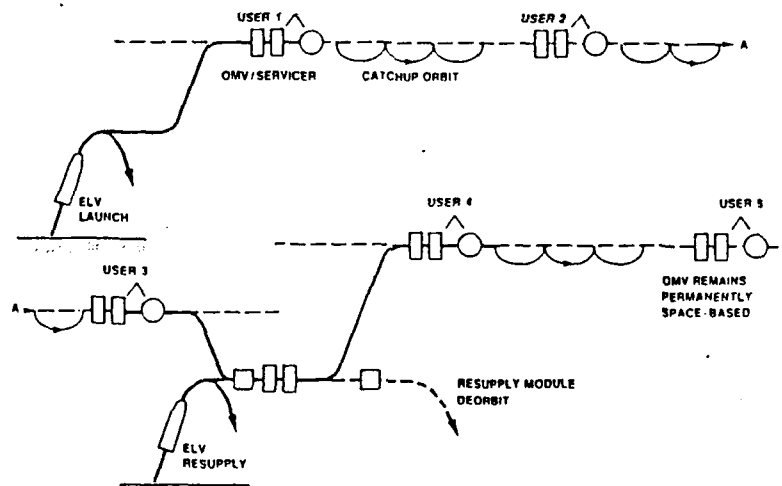 USER 1
USER 2
A
OMV/SERVICER
CATCHUP ORBIT
ELV
LAUNCH
USER 4
USER 5
USER 3
A
OMV REMAINS
PERMANENTLY
SPACE-BASED
RESUPPLY MODULE
DEORBIT
ELV
RESUPPLY